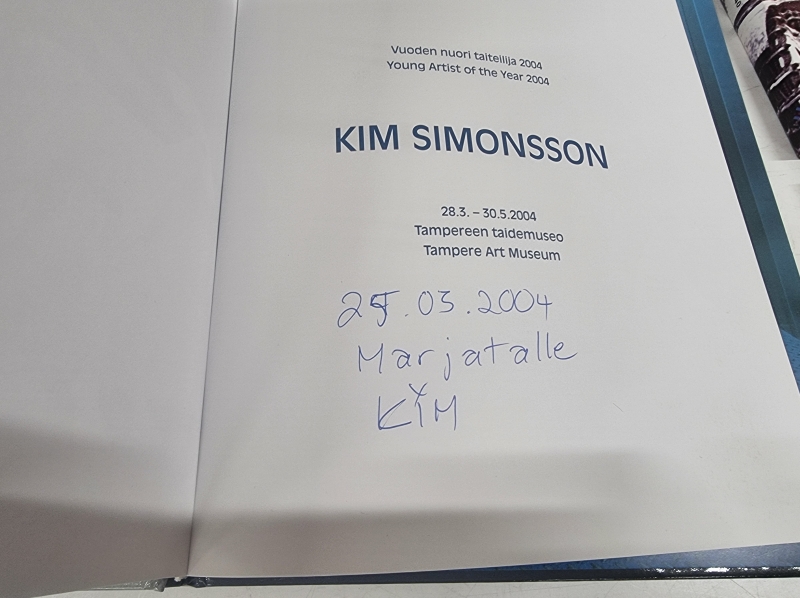 Vuoden nuori taiteilija 2004
Young Artist of the Year 2004
KIM SIMONSSON
28.3. – 30.5.2004
Tampereen taidemuseo
Tampere Art Museum
25.03.2004
Marjatalle
KIM